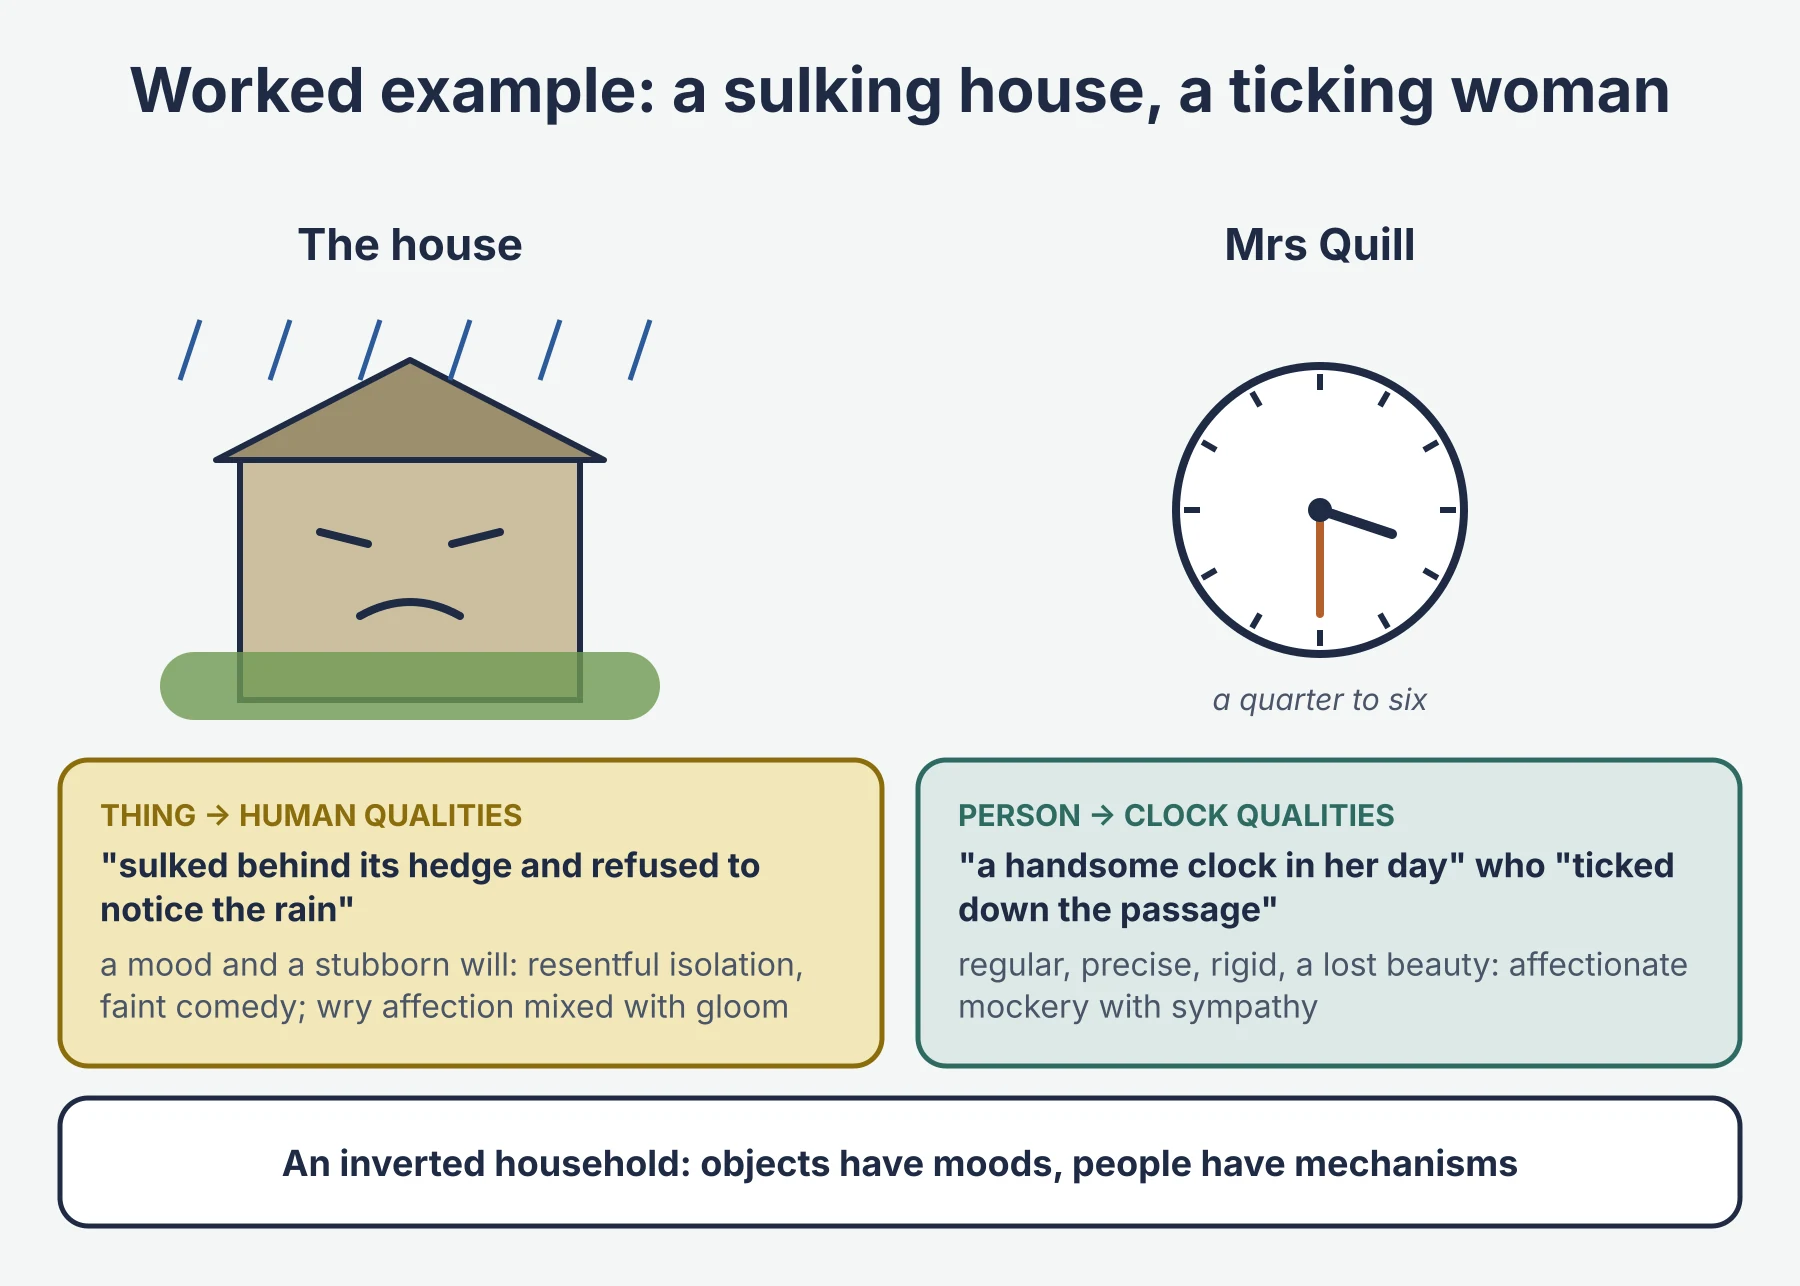 Worked example: a sulking house, a ticking woman
The house
Mrs Quill
a quarter to six
THING → HUMAN QUALITIES
"sulked behind its hedge and refused to
notice the rain"
a mood and a stubborn will: resentful isolation,
faint comedy; wry affection mixed with gloom
PERSON → CLOCK QUALITIES
"a handsome clock in her day" who "ticked
down the passage"
regular, precise, rigid, a lost beauty: affectionate
mockery with sympathy
An inverted household: objects have moods, people have mechanisms